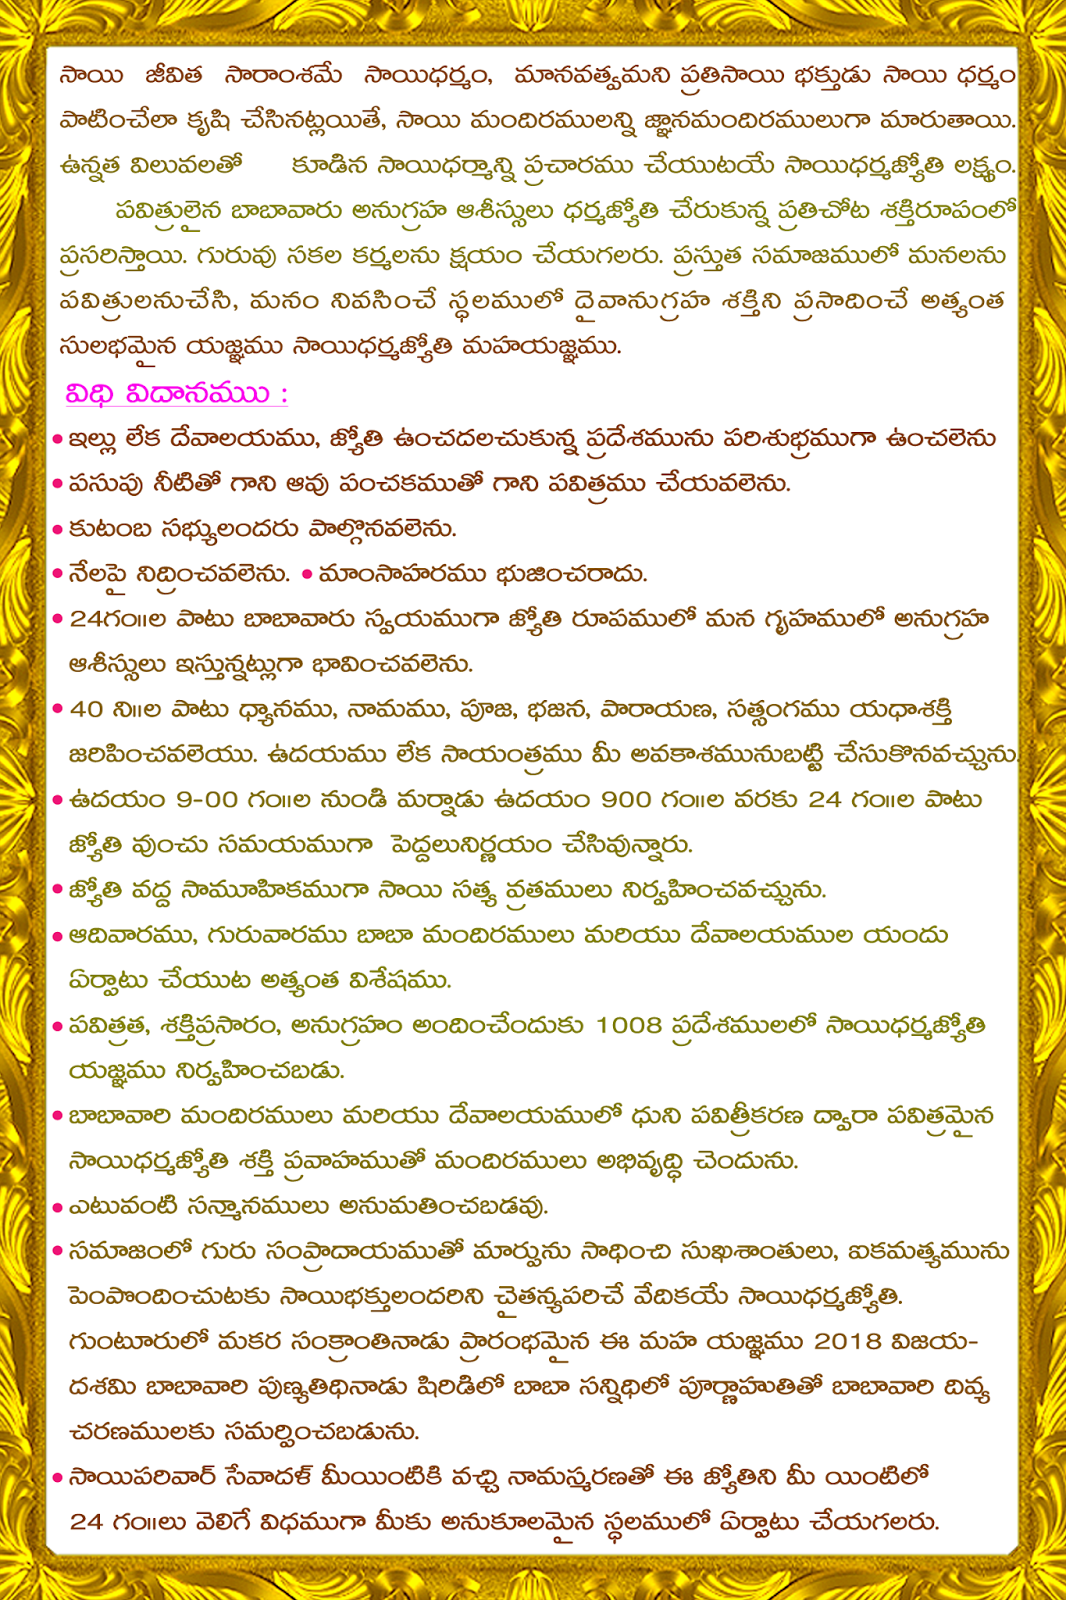 సాయి జీవిత సారాంశమే సాయిధర్మం, మానవత్వమని ప్రతిసాయి భక్తుడు సాయి ధర్మం
పాటించేలా కృషి చేసినట్లయితే, సాయి మందిరములన్ని జ్ఞానమందిరములుగా మారుతాయి.
ఉన్నత విలువలతో కూడిన సాయిధర్మాన్ని ప్రచారము చేయుటయే సాయిధర్మజ్యోతి లక్ష్యం.
పవిత్రులైన బాబావారు అనుగ్రహ ఆశీస్సులు ధర్మజ్యోతి చేరుకున్న ప్రతిచోట శక్తిరూపంలో
ప్రసరిస్తాయి. గురువు సకల కర్మలను క్షయం చేయగలరు. ప్రస్తుత సమాజములో మనలను
పవిత్రులనుచేసి, మనం నివసించే స్థలములో దైవానుగ్రహ శక్తిని ప్రసాదించే అత్యంత
సులభమైన యజ్ఞము సాయిధర్మజ్యోతి మహయజ్ఞము.
విధి విదానము :
• ఇల్లు లేక దేవాలయము, జ్యోతి ఉంచదలచుకున్న ప్రదేశమును పరిశుభ్రముగా ఉంచలెను
• పసుపు నీటితో గాని ఆవు పంచకముతో గాని పవిత్రము చేయవలెను.
• కుటంబ సభ్యులందరు పాల్గొనవలెను.
• నేలపై నిద్రించవలెను. • మాంసాహరము భుజించరాదు.
• 24గం॥ల పాటు బాబావారు స్వయముగా జ్యోతి రూపములో మన గృహములో అనుగ్రహ
ఆశీస్సులు ఇస్తున్నట్లుగా భావించవలెను.
• 40 ని॥ల పాటు ధ్యానము, నామము, పూజ, భజన, పారాయణ, సత్సంగము యధాశక్తి
జరిపించవలెయు. ఉదయము లేక సాయంత్రము మీ అవకాశమునుబట్టి చేసుకొనవచ్చును.
• ఉదయం 9-00 గం॥ల నుండి మర్నాడు ఉదయం 900 గం॥ల వరకు 24 గం॥ల పాటు
జ్యోతి వుంచు సమయముగా పెద్దలునిర్ణయం చేసివున్నారు.
• జ్యోతి వద్ద సామూహికముగా సాయి సత్య వ్రతములు నిర్వహించవచ్చును.
• ఆదివారము, గురువారము బాబా మందిరములు మరియు దేవాలయముల యందు
ఏర్పాటు చేయుట అత్యంత విశేషము.
• పవిత్రత, శక్తిప్రసారం, అనుగ్రహం అందించేందుకు 1008 ప్రదేశములలో సాయిధర్మజ్యోతి
యజ్ఞము నిర్వహించబడు.
• బాబావారి మందిరములు మరియు దేవాలయములో ధుని పవిత్రీకరణ ద్వారా పవిత్రమైన
సాయిధర్మజ్యోతి శక్తి ప్రవాహముతో మందిరములు అభివృద్ధి చెందును.
• ఎటువంటి సన్మానములు అనుమతించబడవు.
• సమాజంలో గురు సంప్రాదాయముతో మార్పును సాధించి సుఖశాంతులు, ఐకమత్యమును
పెంపొందించుటకు సాయిభక్తులందరిని చైతన్యపరిచే వేదికయే సాయిధర్మజ్యోతి.
గుంటూరులో మకర సంక్రాంతినాడు ప్రారంభమైన ఈ మహ యజ్ఞము 2018 విజయ-
దశమి బాబావారి పుణ్యతిథినాడు షిరిడిలో బాబా సన్నిథిలో పూర్ణాహుతితో బాబావారి దివ్య
చరణములకు సమర్పించబడును.
• సాయిపరివార్ సేవాదళ్ మీయింటికి వచ్చి నామస్మరణతో ఈ జ్యోతిని మీ యింటిలో
24 గం॥లు వెలిగే విధముగా మీకు అనుకూలమైన స్థలములో ఏర్పాటు చేయగలరు.